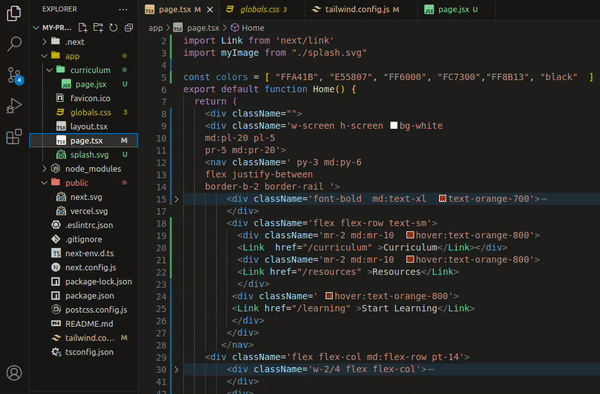 EXPLORER
MY-PR...
.next
app
curriculum
page.jsx
favicon.ico
globals.css M
layout.tsx
page.tsx M
splash.svg U
node_modules
public
next.svg
vercel.svg
.eslintrc.json
.gitignore
next-env.d.ts
next.config.js
package-lock.json
package.json
postcss.config.js
README.md
tailwind.co... M
tsconfig.json
4
page.tsx M globals.css M tailwind.config.js M page.jsx U
app > page.tsx > Home
2 import Link from 'next/link'
3 import myImage from "./splash.svg"
4
5 const colors = [ "FFA41B", "E55807", "FF6000", "FC7300","FF8B13", "black" ]
6 export default function Home() {
7 return (
8 <div className="">
9 <div className='w-screen h-screen bg-white
10 md:pl-20 pl-5
11 pr-5 md:pr-20'>
12 <nav className=' py-3 md:py-6
13 flex justify-between
14 border-b-2 border-rail '>
15 <div className='font-bold md:text-xl text-orange-700'>…
17 </div>
18 <div className='flex flex-row text-sm'>
19 <div className='mr-2 md:mr-10 hover:text-orange-800'>
20 <Link href="/curriculum" >Curriculum</Link></div>
21 <div className='mr-2 md:mr-10 hover:text-orange-800'>
22 <Link href="/resources" >Resources</Link>
23 </div>
24 <div className=' hover:text-orange-800'>
25 <Link href="/learning" >Start Learning</Link>
26 </div>
27 </div>
28 </nav>
29 <div className='flex flex-col md:flex-row pt-14'>
30 <div className='w-2/4 flex flex-col'>…
</div>
<div